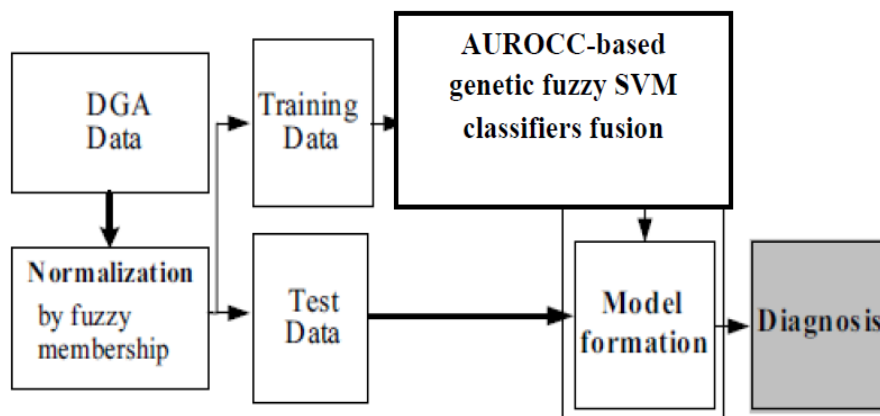 DGA
Data
Training
Data
AUROCC-based
genetic fuzzy SVM
classifiers fusion
Normalization
by fuzzy
membership
Test
Data
Model
formation
Diagnosis